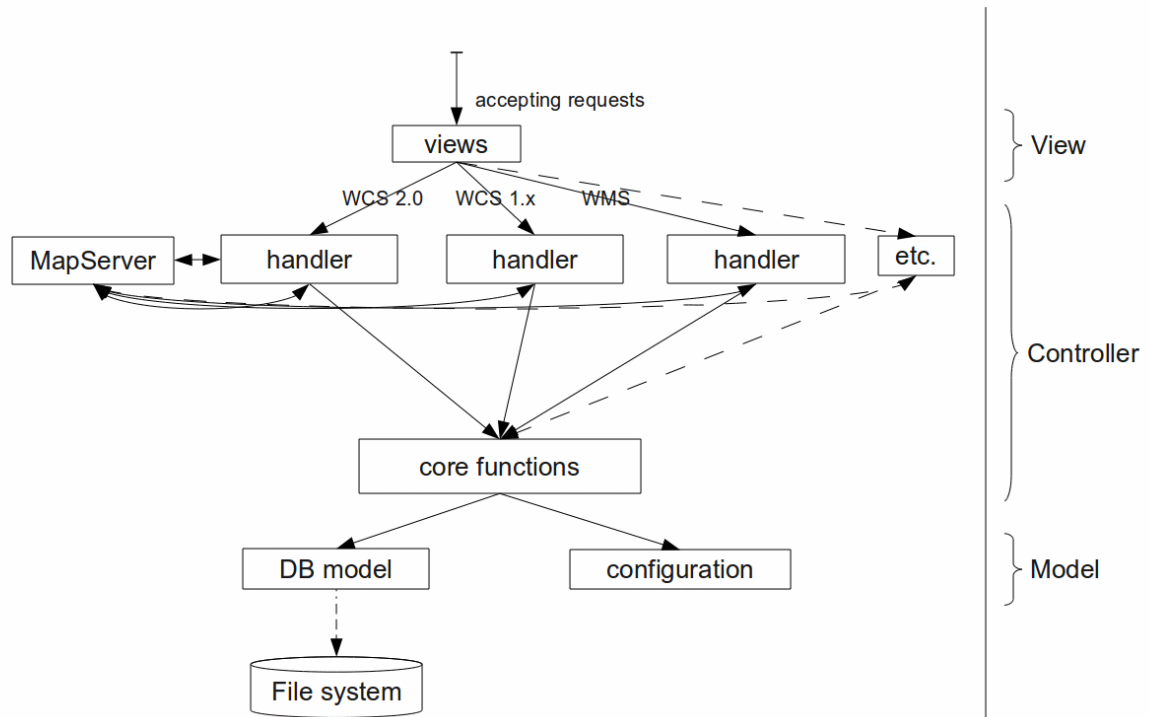 accepting requests
views
View
WCS 2.0
WCS 1.x
WMS
MapServer
handler
handler
handler
etc.
Controller
core functions
DB model
configuration
Model
File system